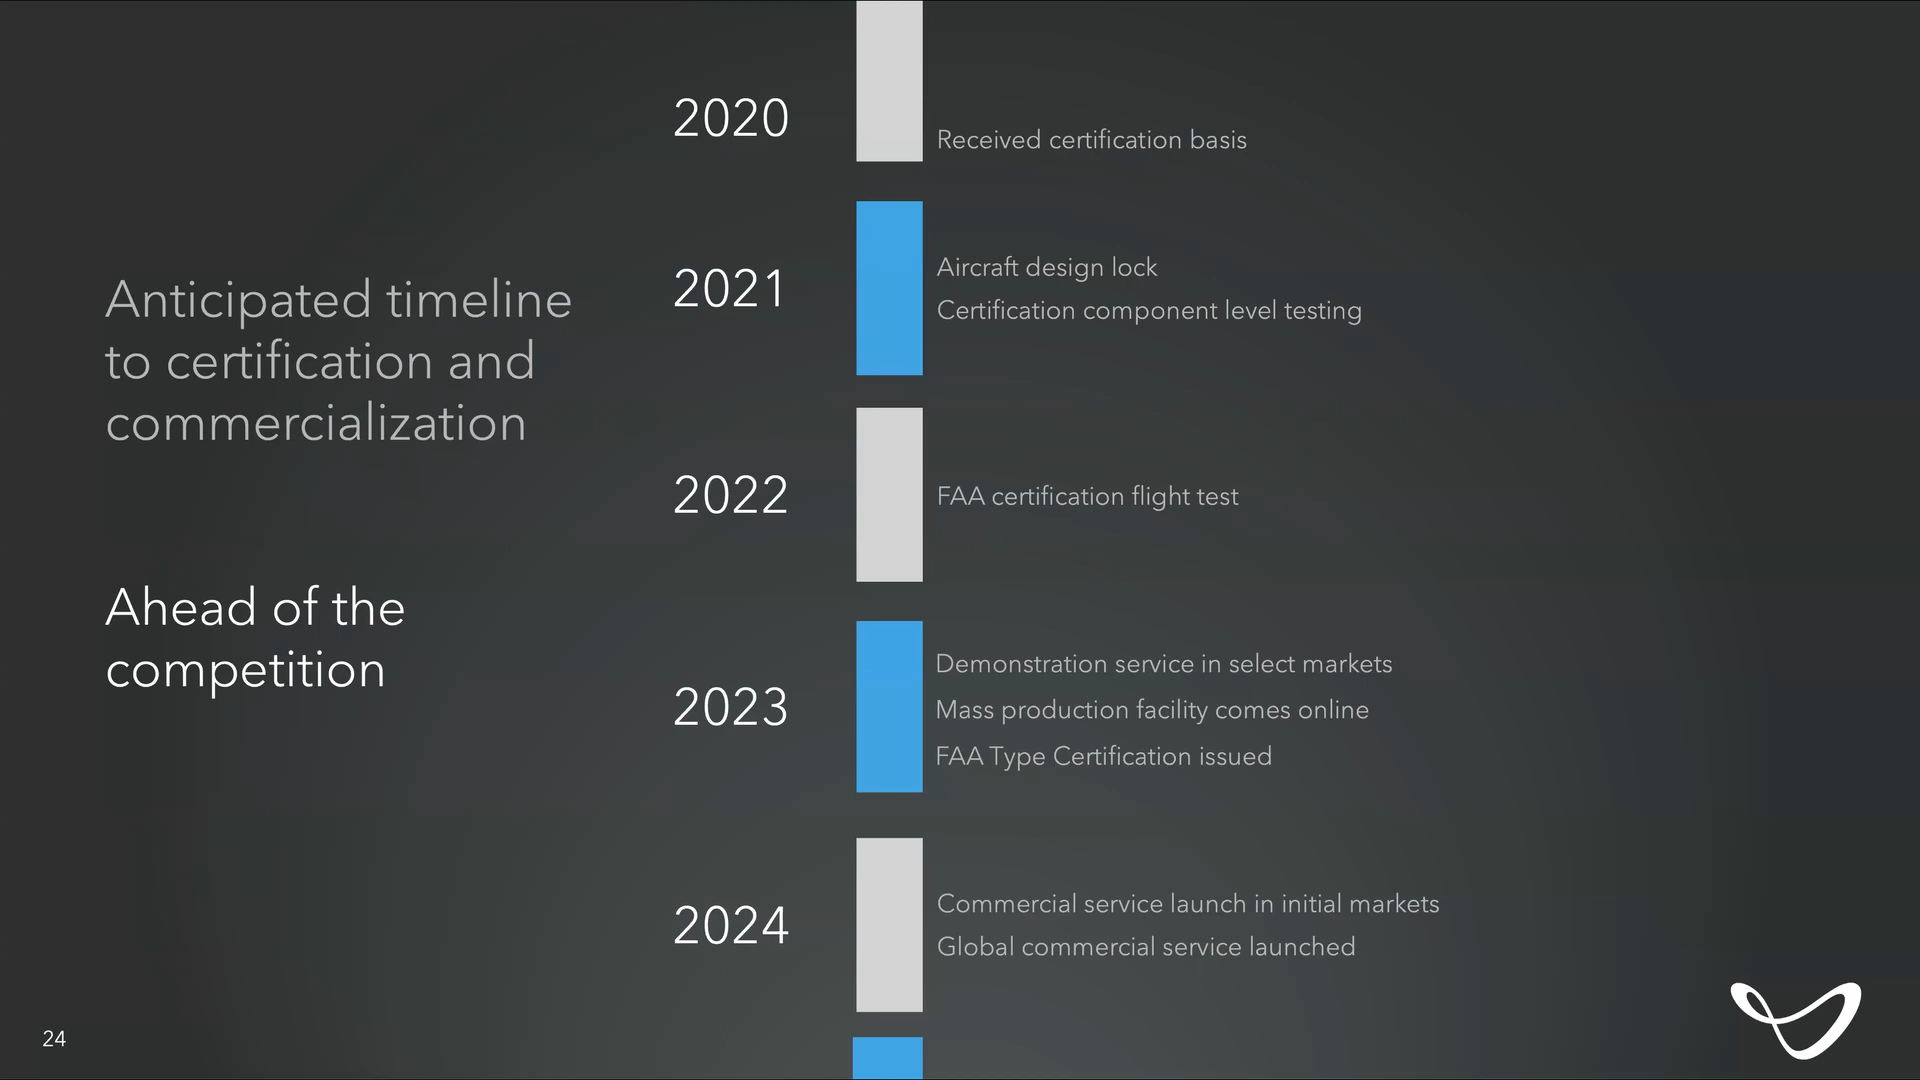 Anticipated timeline
to certification and
commercialization
Ahead of the
competition
2020
Received certification basis
2021
Aircraft design lock
Certification component level testing
2022
FAA certification flight test
2023
Demonstration service in select markets
Mass production facility comes online
FAA Type Certification issued
2024
Commercial service launch in initial markets
Global commercial service launched
24